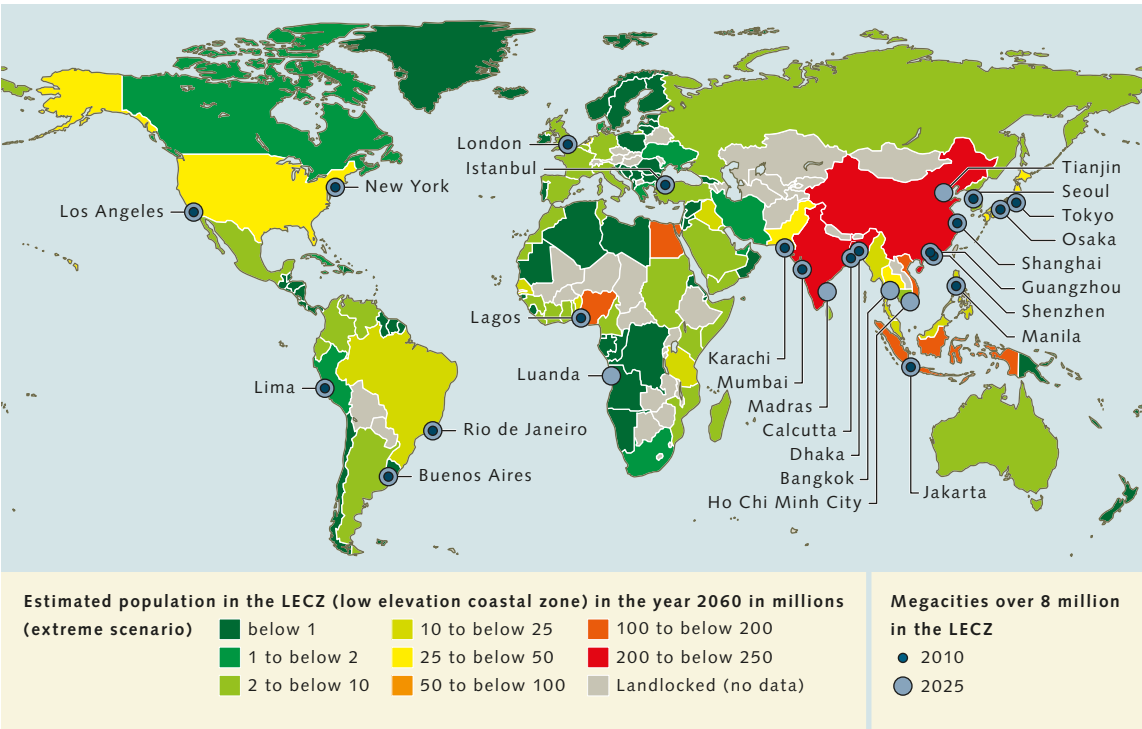 London
Istanbul
New York
Los Angeles
Tianjin
Seoul
Tokyo
Osaka
Shanghai
Guangzhou
Shenzhen
Manila
Lagos
Karachi
Luanda
Mumbai
Lima
Madras
Calcutta
Rio de Janeiro
Dhaka
Buenos Aires
Bangkok
Ho Chi Minh City
Jakarta
Estimated population in the LECZ (low elevation coastal zone) in the year 2060 in millions
(extreme scenario)
below 1
1 to below 2
2 to below 10
10 to below 25
25 to below 50
50 to below 100
100 to below 200
200 to below 250
Landlocked (no data)
Megacities over 8 million
in the LECZ
2010
2025